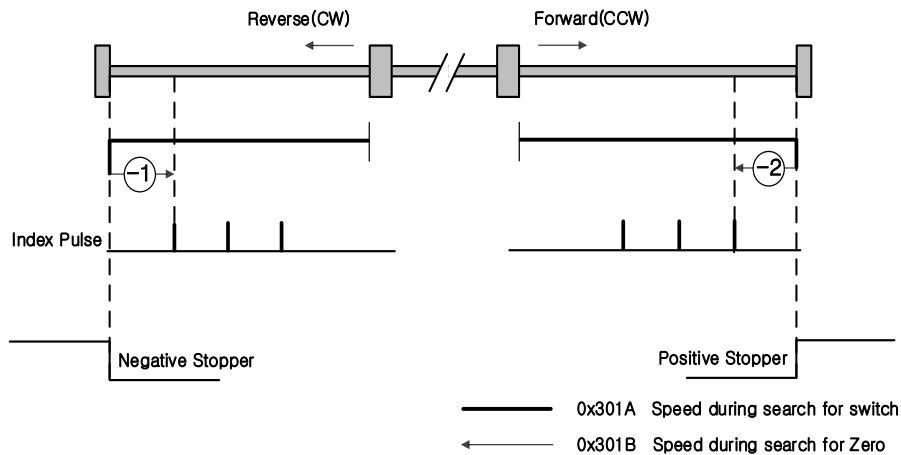 Reverse(CW)
Forward(CCW)
-1
-2
Index Pulse
Negative Stopper
Positive Stopper
0x301A Speed during search for switch
0x301B Speed during search for Zero